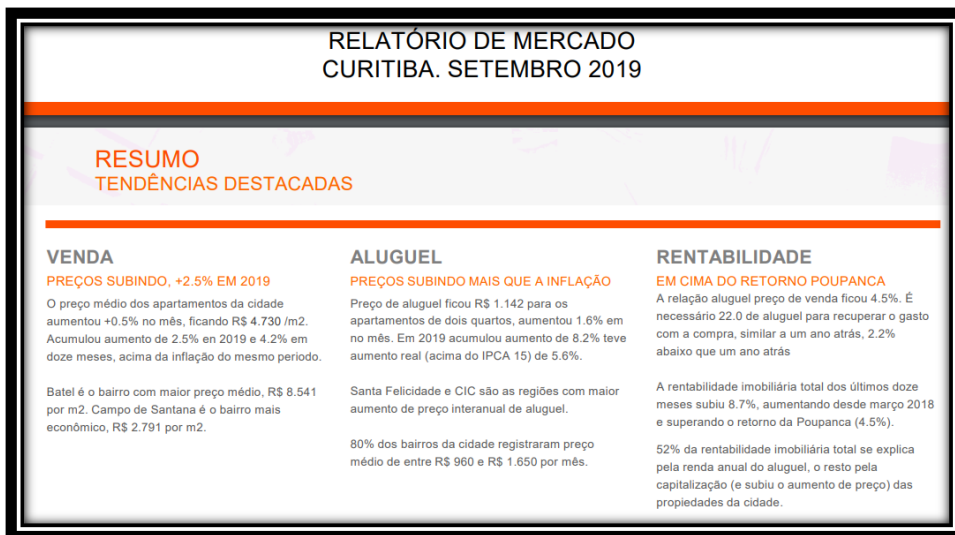 RELATÓRIO DE MERCADO
CURITIBA. SETEMBRO 2019
RESUMO
TENDÊNCIAS DESTACADAS
VENDA
PREÇOS SUBINDO, +2.5% EM 2019
O preço médio dos apartamentos da cidade
aumentou +0.5% no mês, ficando R$ 4.730 /m2.
Acumulou aumento de 2.5% en 2019 e 4.2% em
doze meses, acima da inflação do mesmo periodo.
Batel é o bairro com maior preço médio, R$ 8.541
por m2. Campo de Santana é o bairro mais
econômico, R$ 2.791 por m2.
ALUGUEL
PREÇOS SUBINDO MAIS QUE A INFLAÇÃO
Preço de aluguel ficou R$ 1.142 para os
apartamentos de dois quartos, aumentou 1.6% em
no mês. Em 2019 acumulou aumento de 8.2% teve
aumento real (acima do IPCA 15) de 5.6%.
Santa Felicidade e CIC são as regiões com maior
aumento de preço interanual de aluguel.
80% dos bairros da cidade registraram preço
médio de entre R$ 960 e R$ 1.650 por mês.
RENTABILIDADE
EM CIMA DO RETORNO POUPANCA
A relação aluguel preço de venda ficou 4.5%. É
necessário 22.0 de aluguel para recuperar o gasto
com a compra, similar a um ano atrás, 2.2%
abaixo que um ano atrás
A rentabilidade imobiliária total dos últimos doze
meses subiu 8.7%, aumentando desde março 2018
e superando o retorno da Poupanca (4.5%).
52% da rentabilidade imobiliária total se explica
pela renda anual do aluguel, o resto pela
capitalização (e subiu o aumento de preço) das
propiedades da cidade.